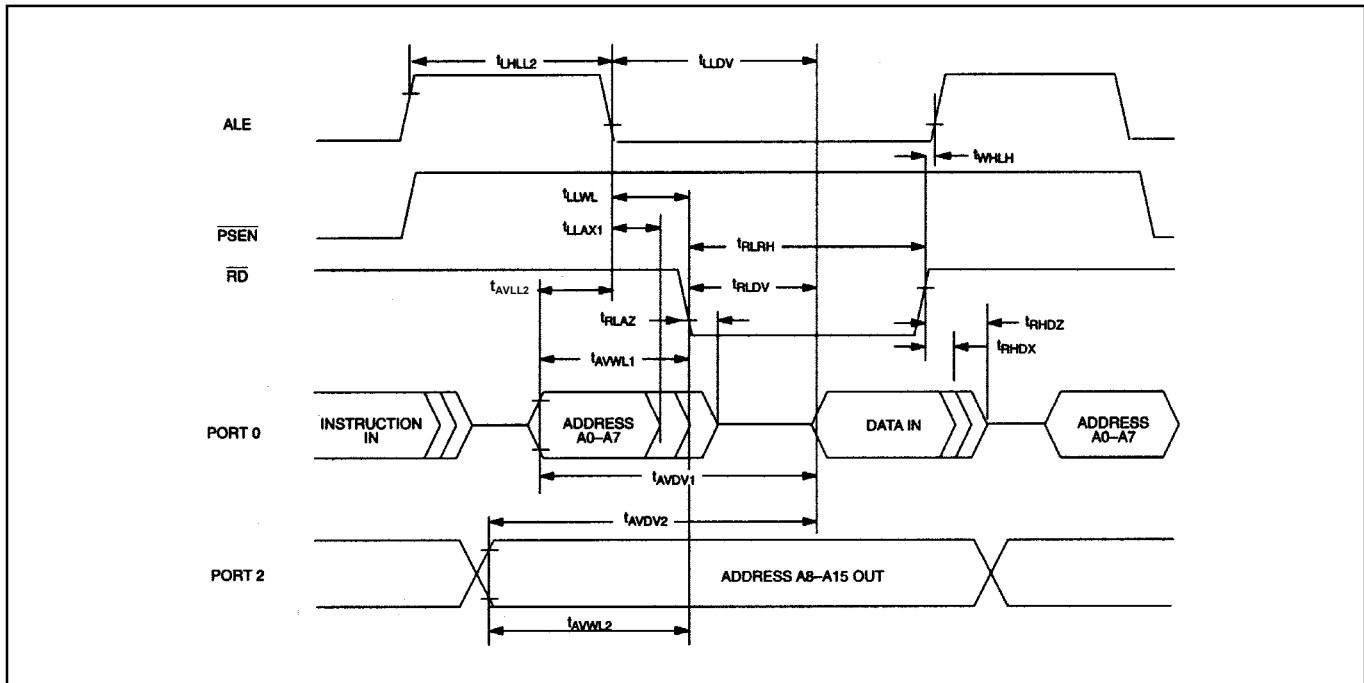 tLHLL2
tLLDV
ALE
tWHLH
tLLWL
PSEN
tLLAX1
tRLRH
RD
tAVLL2
tRLDV
tRLAZ
tRHDZ
tRHDX
tAVWL1
PORT 0
INSTRUCTION
IN
ADDRESS
A0–A7
DATA IN
ADDRESS
A0–A7
tAVDV1
tAVDV2
PORT 2
ADDRESS A8–A15 OUT
tAVWL2